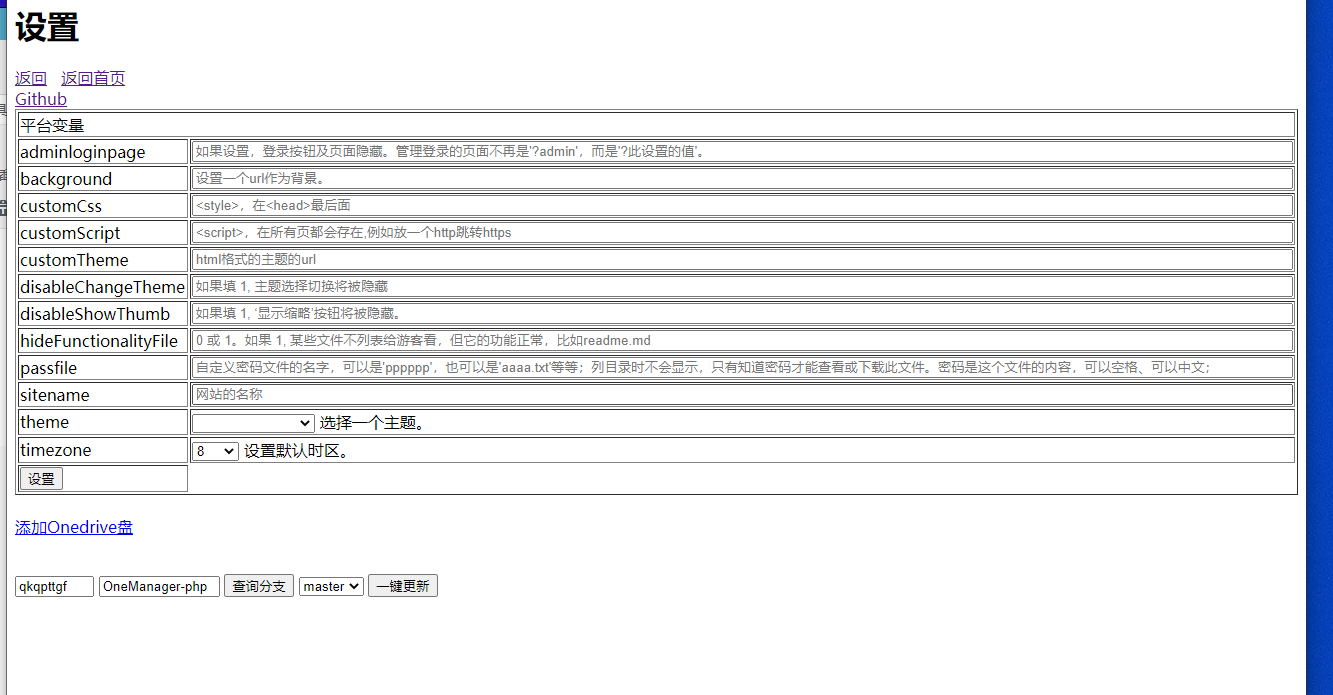 设置
返回 返回首页
Github
平台变量
adminloginpage 如果设置，登录按钮及页面隐藏。管理登录的页面不再是'?admin'，而是'?此设置的值'。
background 设置一个url作为背景。
customCss <style>，在<head>最后面
customScript <script>，在所有页都会存在,例如放一个http跳转https
customTheme html格式的主题的url
disableChangeTheme 如果填 1, 主题选择切换将被隐藏
disableShowThumb 如果填 1, ‘显示缩略’按钮将被隐藏。
hideFunctionalityFile 0 或 1。如果 1, 某些文件不列表给游客看，但它的功能正常，比如readme.md
passfile 自定义密码文件的名字，可以是'pppppp'，也可以是'aaaa.txt'等等；列目录时不会显示，只有知道密码才能查看或下载此文件。密码是这个文件的内容，可以空格、可以中文；
sitename 网站的名称
theme 选择一个主题。
timezone 8 设置默认时区。
设置
添加Onedrive盘
qkqpttgf OneManager-php 查询分支 master 一键更新